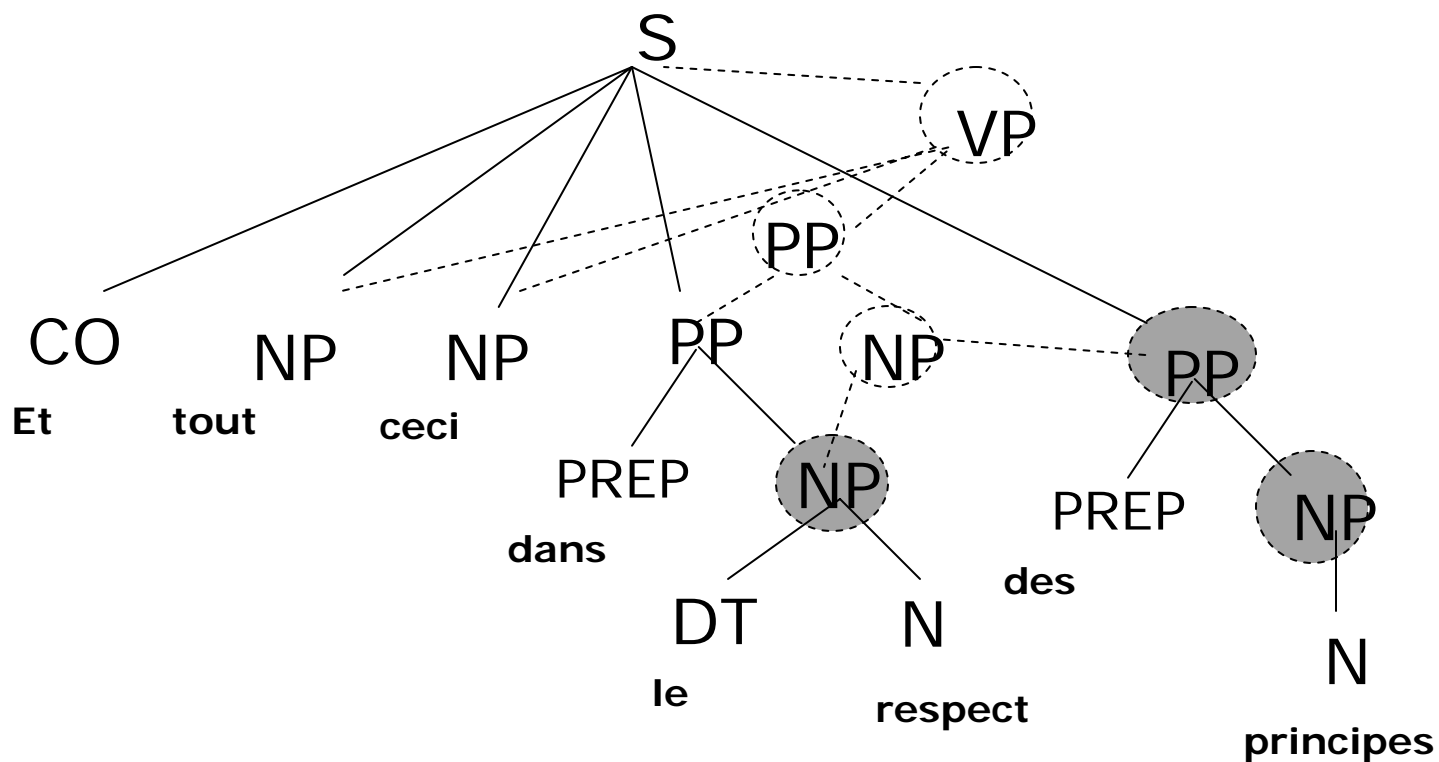 S
VP
PP
CO NP NP PP NP PP
Et tout ceci
PREP NP PREP NP
dans des
DT N N
le respect principes